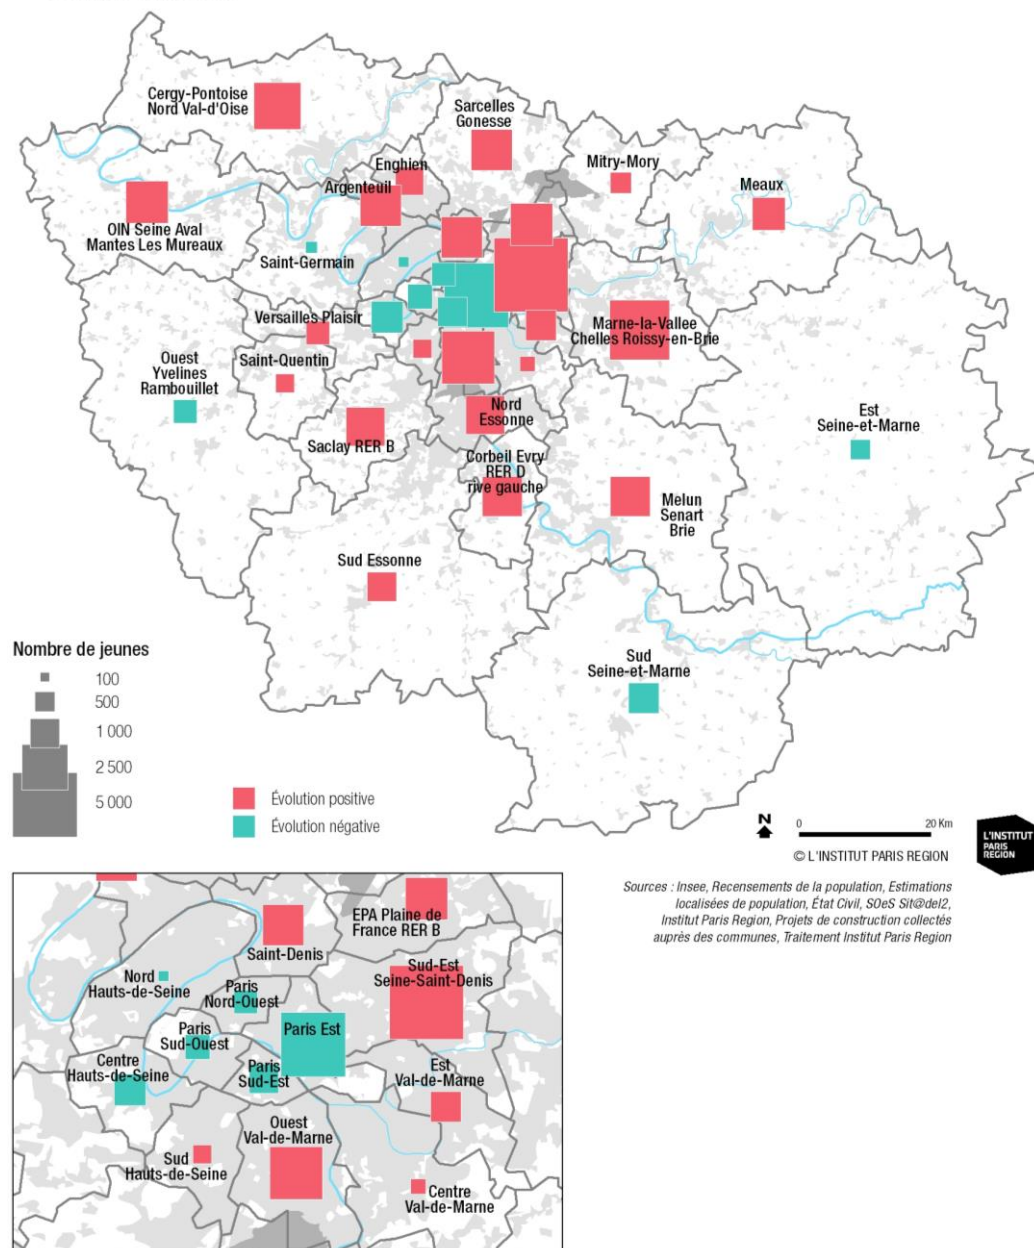 Cergy-Pontoise
Nord Val-d'Oise
Sarcelles
Gonesse
Enghien
Mitry-Mory
Argenteuil
Meaux
OIN Seine Aval
Mantes Les Mureaux
Saint-Germain
Versailles Plaisir
Marne-la-Vallee
Chelles Roissy-en-Brie
Saint-Quentin
Ouest
Yvelines
Rambouillet
Nord
Essonne
Est
Seine-et-Marne
Saclay RER B
Corbeil Evry
RER D
rive gauche
Melun
Senart
Brie
Sud Essonne
Sud
Seine-et-Marne
Nombre de jeunes
100
500
1 000
2 500
5 000
Évolution positive
Évolution négative
N
0
20 Km
© L'INSTITUT PARIS REGION
L'INSTITUT
PARIS
REGION
Sources : Insee, Recensements de la population, Estimations
localisées de population, État Civil, SOeS Sit@del2,
Institut Paris Region, Projets de construction collectés
auprès des communes, Traitement Institut Paris Region
EPA Plaine de
France RER B
Saint-Denis
Sud-Est
Seine-Saint-Denis
Nord
Hauts-de-Seine
Paris
Nord-Ouest
Paris
Sud-Ouest
Paris Est
Centre
Hauts-de-Seine
Paris
Sud-Est
Est
Val-de-Marne
Ouest
Val-de-Marne
Sud
Hauts-de-Seine
Centre
Val-de-Marne